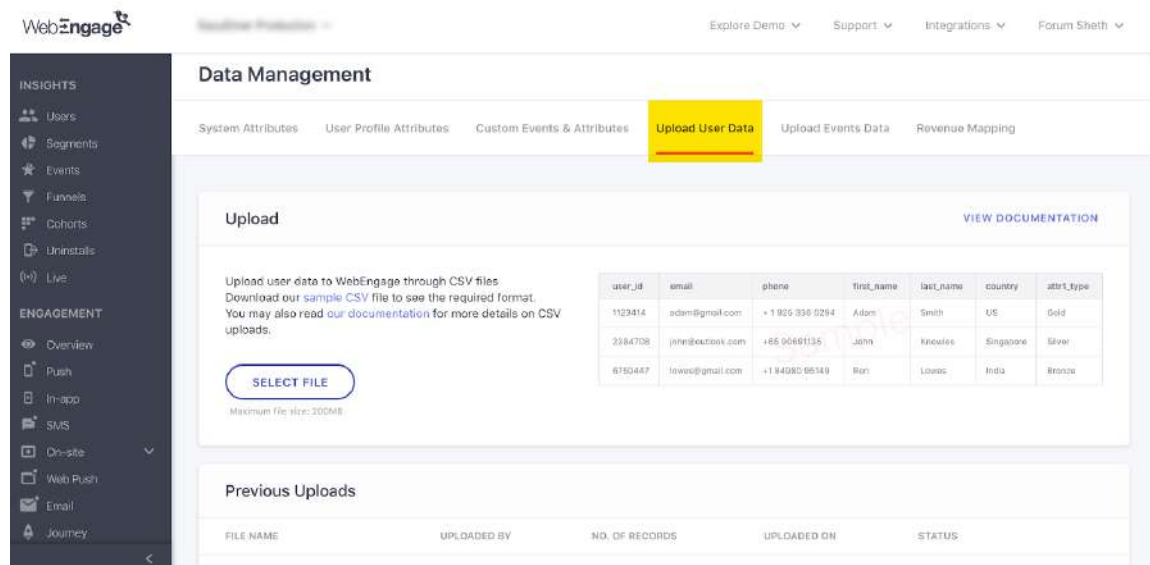 WebEngage
Explore Demo
Support
Integrations
Forum Sheth
INSIGHTS
Users
Segments
Events
Funnels
Cohorts
Uninstalls
Live
ENGAGEMENT
Overview
Push
In-app
SMS
On-site
Web Push
Email
Journey
Data Management
System Attributes
User Profile Attributes
Custom Events & Attributes
Upload User Data
Upload Events Data
Revenue Mapping
Upload
VIEW DOCUMENTATION
Upload user data to WebEngage through CSV files
Download our sample CSV file to see the required format.
You may also read our documentation for more details on CSV
uploads.
SELECT FILE
Maximum file size: 200MB
user_id email phone first_name last_name country attr1_type
1123414 adam@gmail.com Adam Smith US Gold
2384708 john@outlook.com John Knowles Singapore Silver
6750447 lowes@gmail.com Ron Lowes India Bronze
Sample
Previous Uploads
FILE NAME UPLOADED BY NO. OF RECORDS UPLOADED ON STATUS